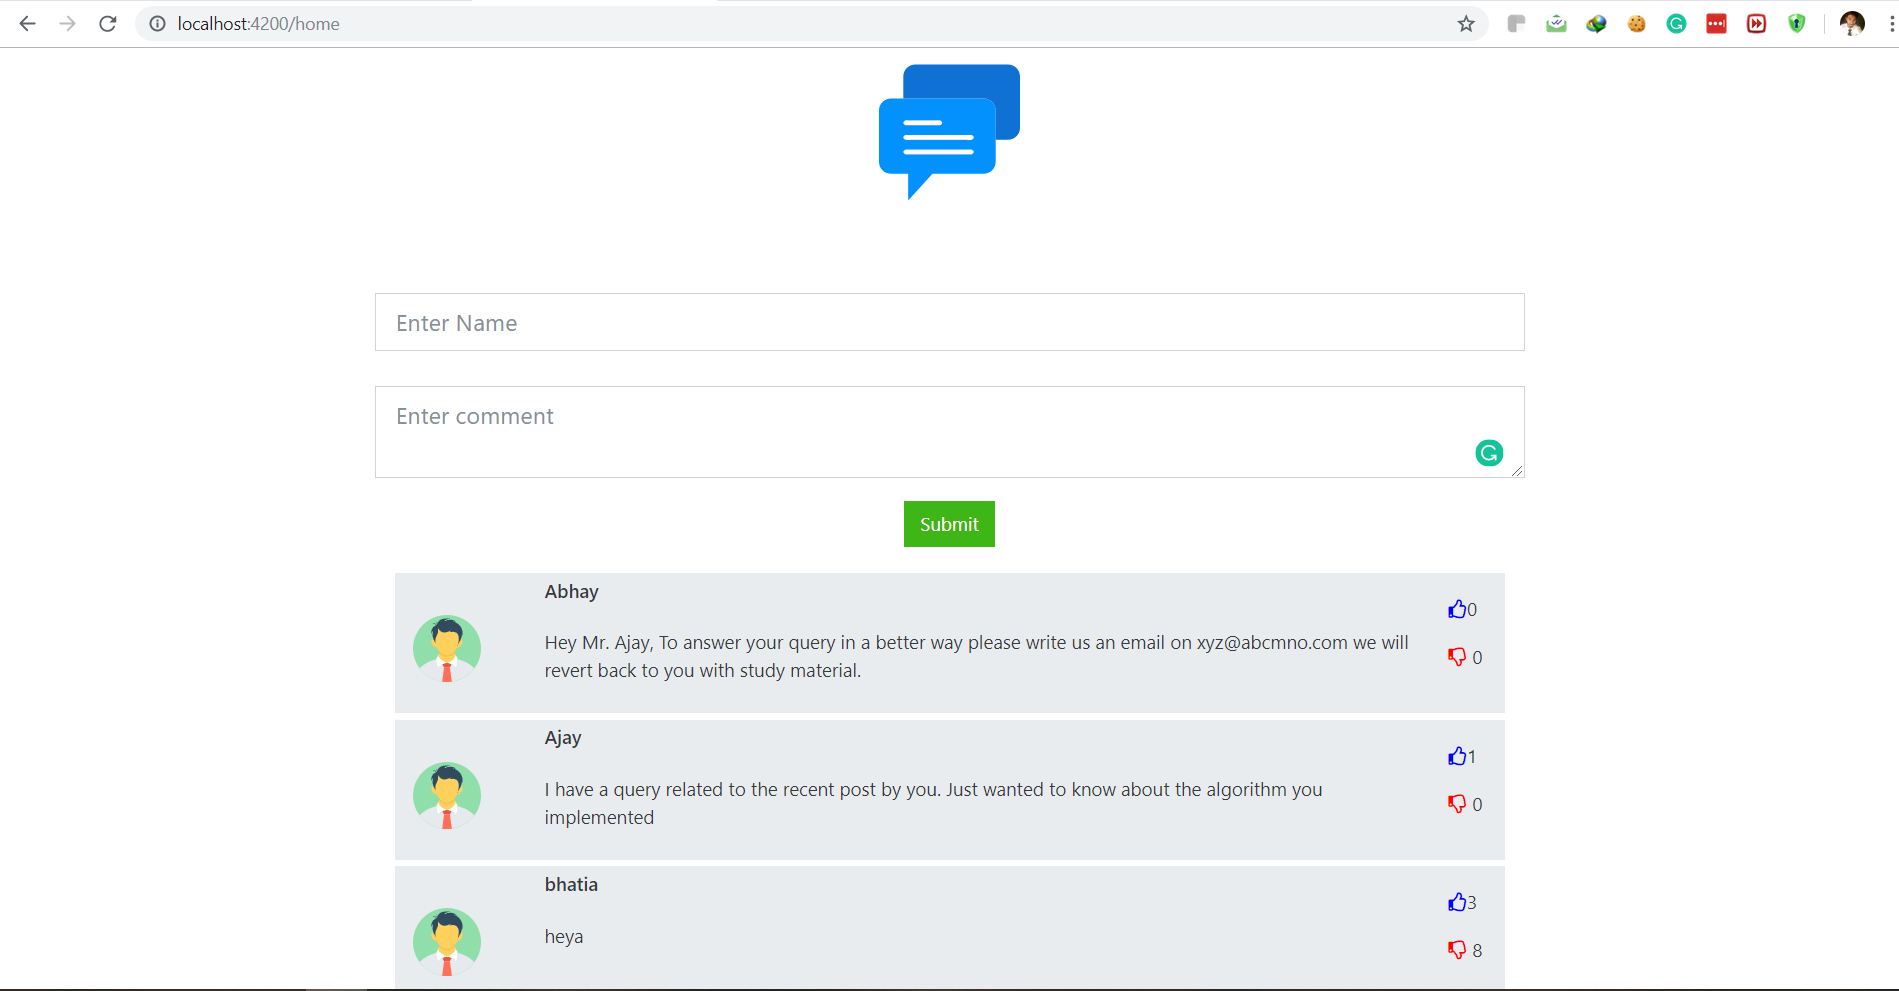 localhost:4200/home
Enter Name
Enter comment
Submit
Abhay
Hey Mr. Ajay, To answer your query in a better way please write us an email on xyz@abcmno.com we will
revert back to you with study material.
0
0
Ajay
I have a query related to the recent post by you. Just wanted to know about the algorithm you
implemented
1
0
bhatia
heya
3
8